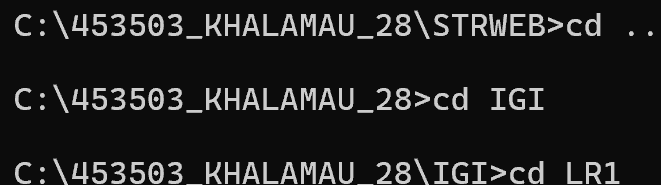 C:\453503_KHALAMAU_28\STRWEB>cd ..
C:\453503_KHALAMAU_28>cd IGI
C:\453503_KHALAMAU_28\IGI>cd LR1